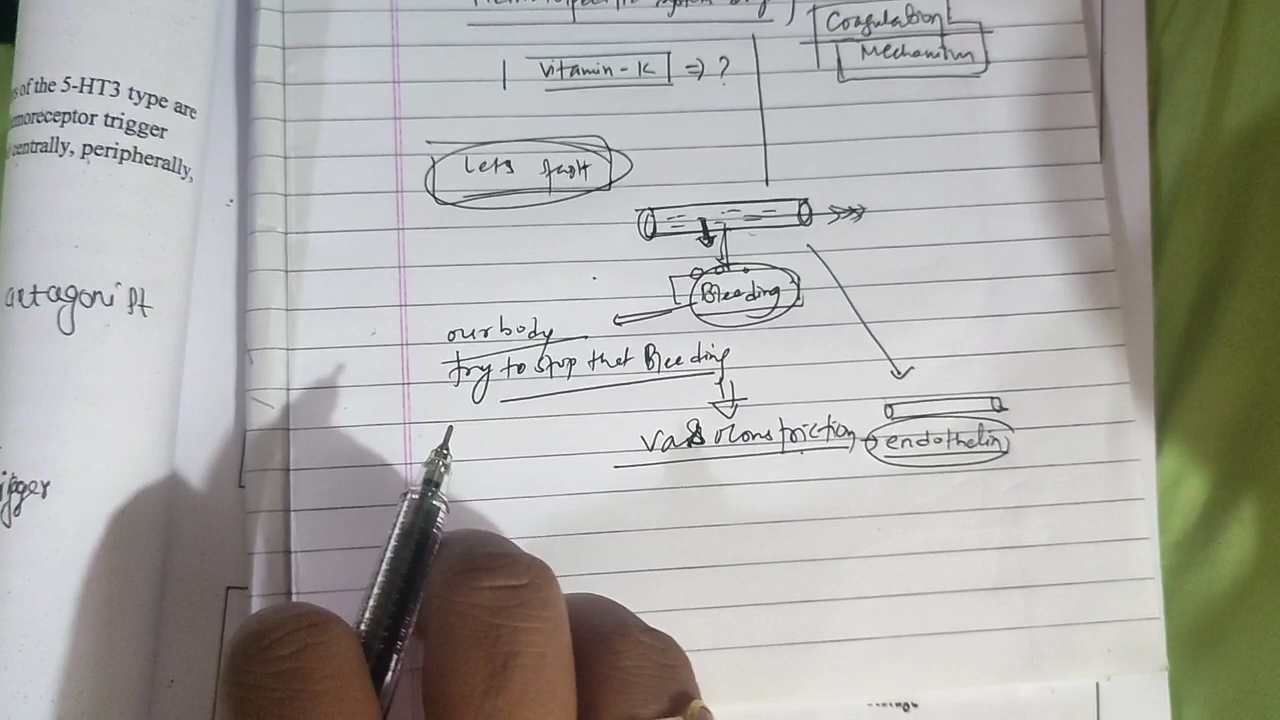 s of the 5-HT3 type are
moreceptor trigger
centrally, peripherally,
antagonist
igger
system
Coagulation
Mechanism
Vitamin-K => ?
Lets start
Bleeding
our body
try to stop that Bleeding
vasoconstriction
endothelin